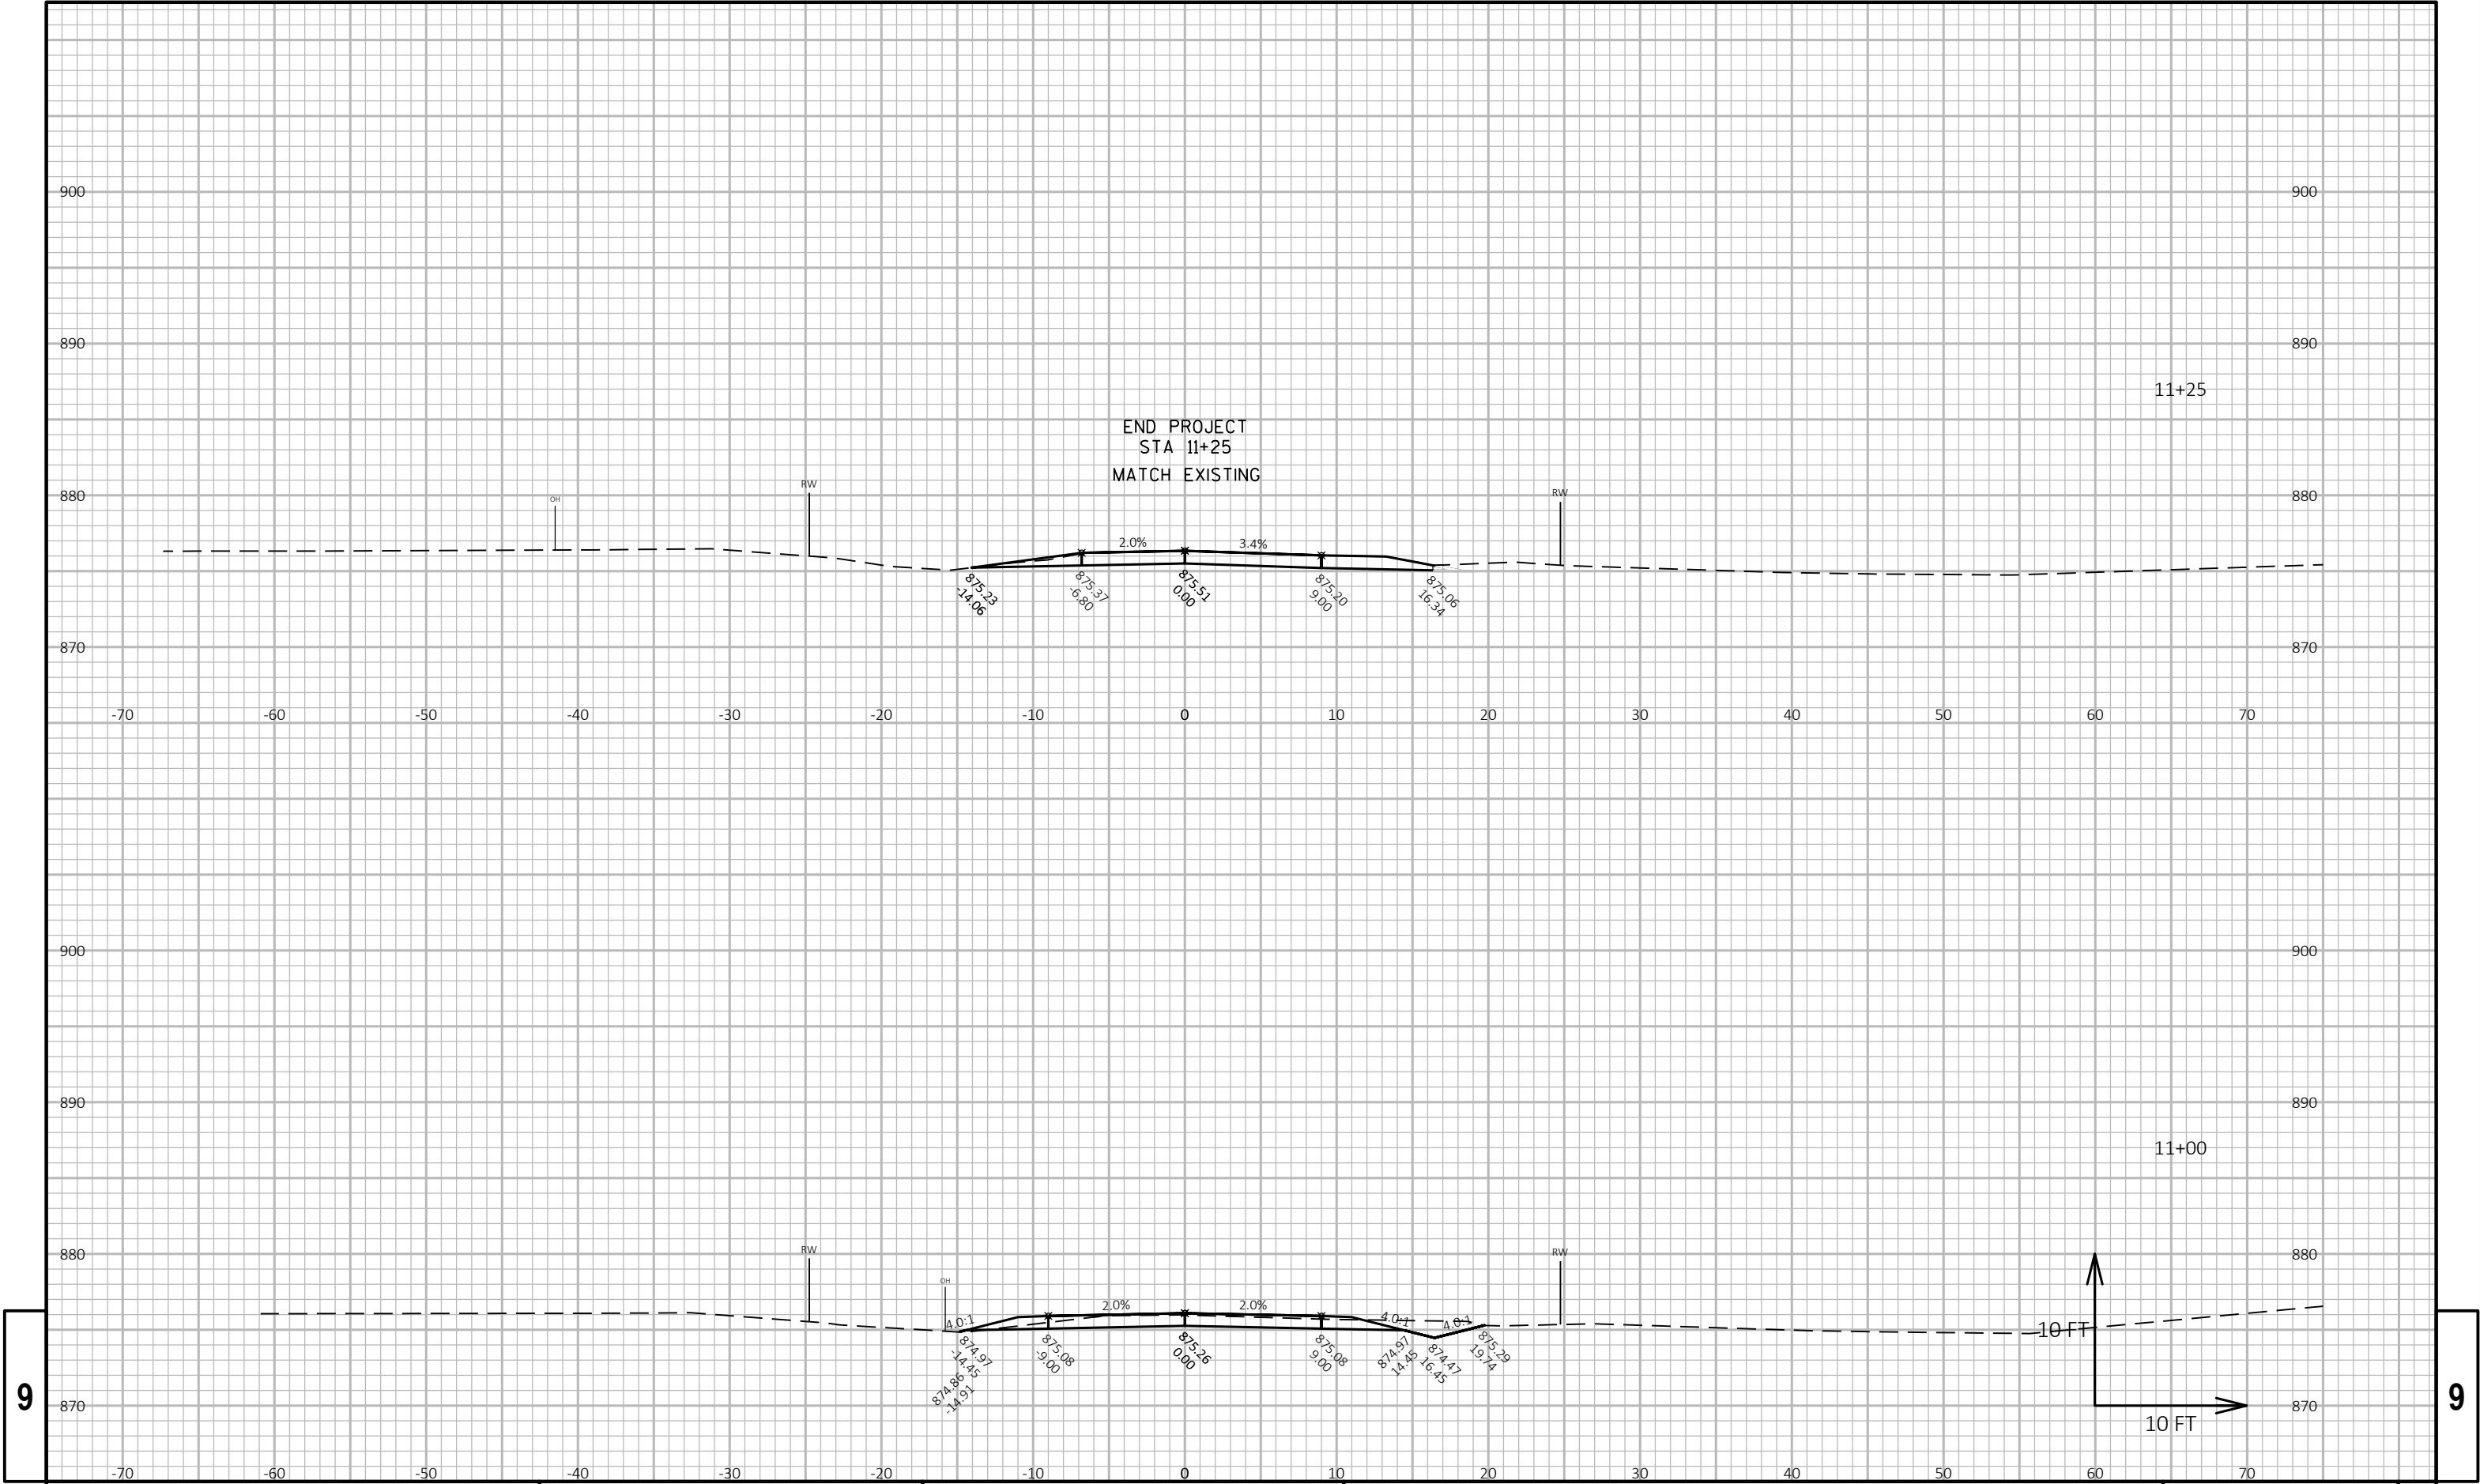 900 900
890 890
11+25
END PROJECT
STA 11+25
MATCH EXISTING
RW
RW
OH
880 880
2.0% 3.4%
875.23
-14.06
875.37
-6.80
875.51
0.00
875.20
9.00
875.06
16.34
870 870
-70 -60 -50 -40 -30 -20 -10 0 10 20 30 40 50 60 70
900 900
890 890
11+00
880 880
RW
RW
OH
4.0:1 2.0% 2.0% 4.0:1 4.0:1
874.97
-14.45
874.86
-14.91
875.08
-9.00
875.26
0.00
875.08
9.00
874.97
14.45
874.47
16.45
875.29
19.74
10 FT
10 FT
9 9
870 870
-70 -60 -50 -40 -30 -20 -10 0 10 20 30 40 50 60 70